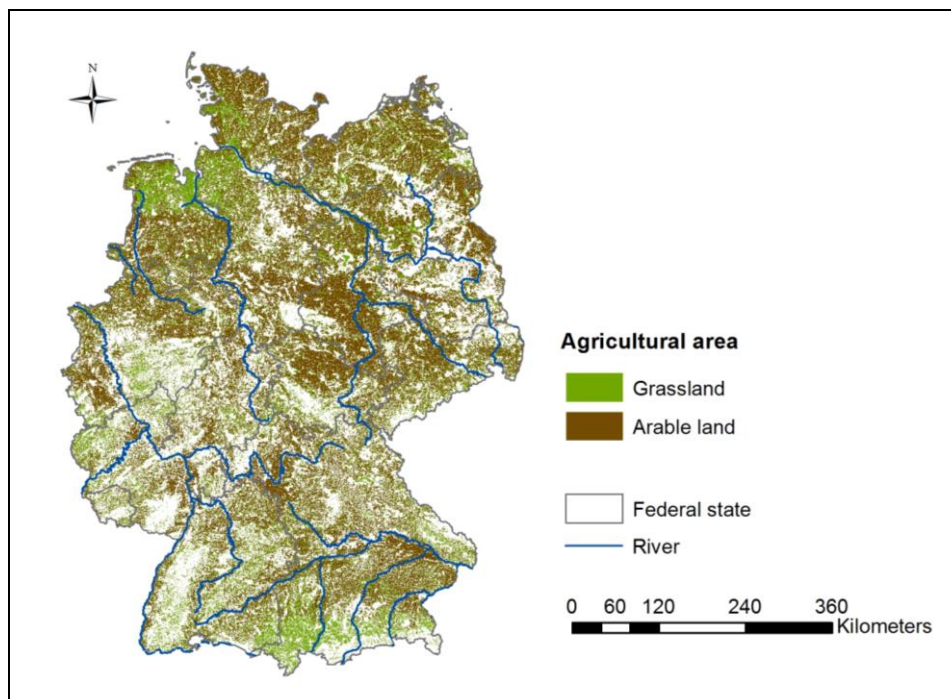 N
Agricultural area
Grassland
Arable land
Federal state
River
0 60 120 240 360
Kilometers